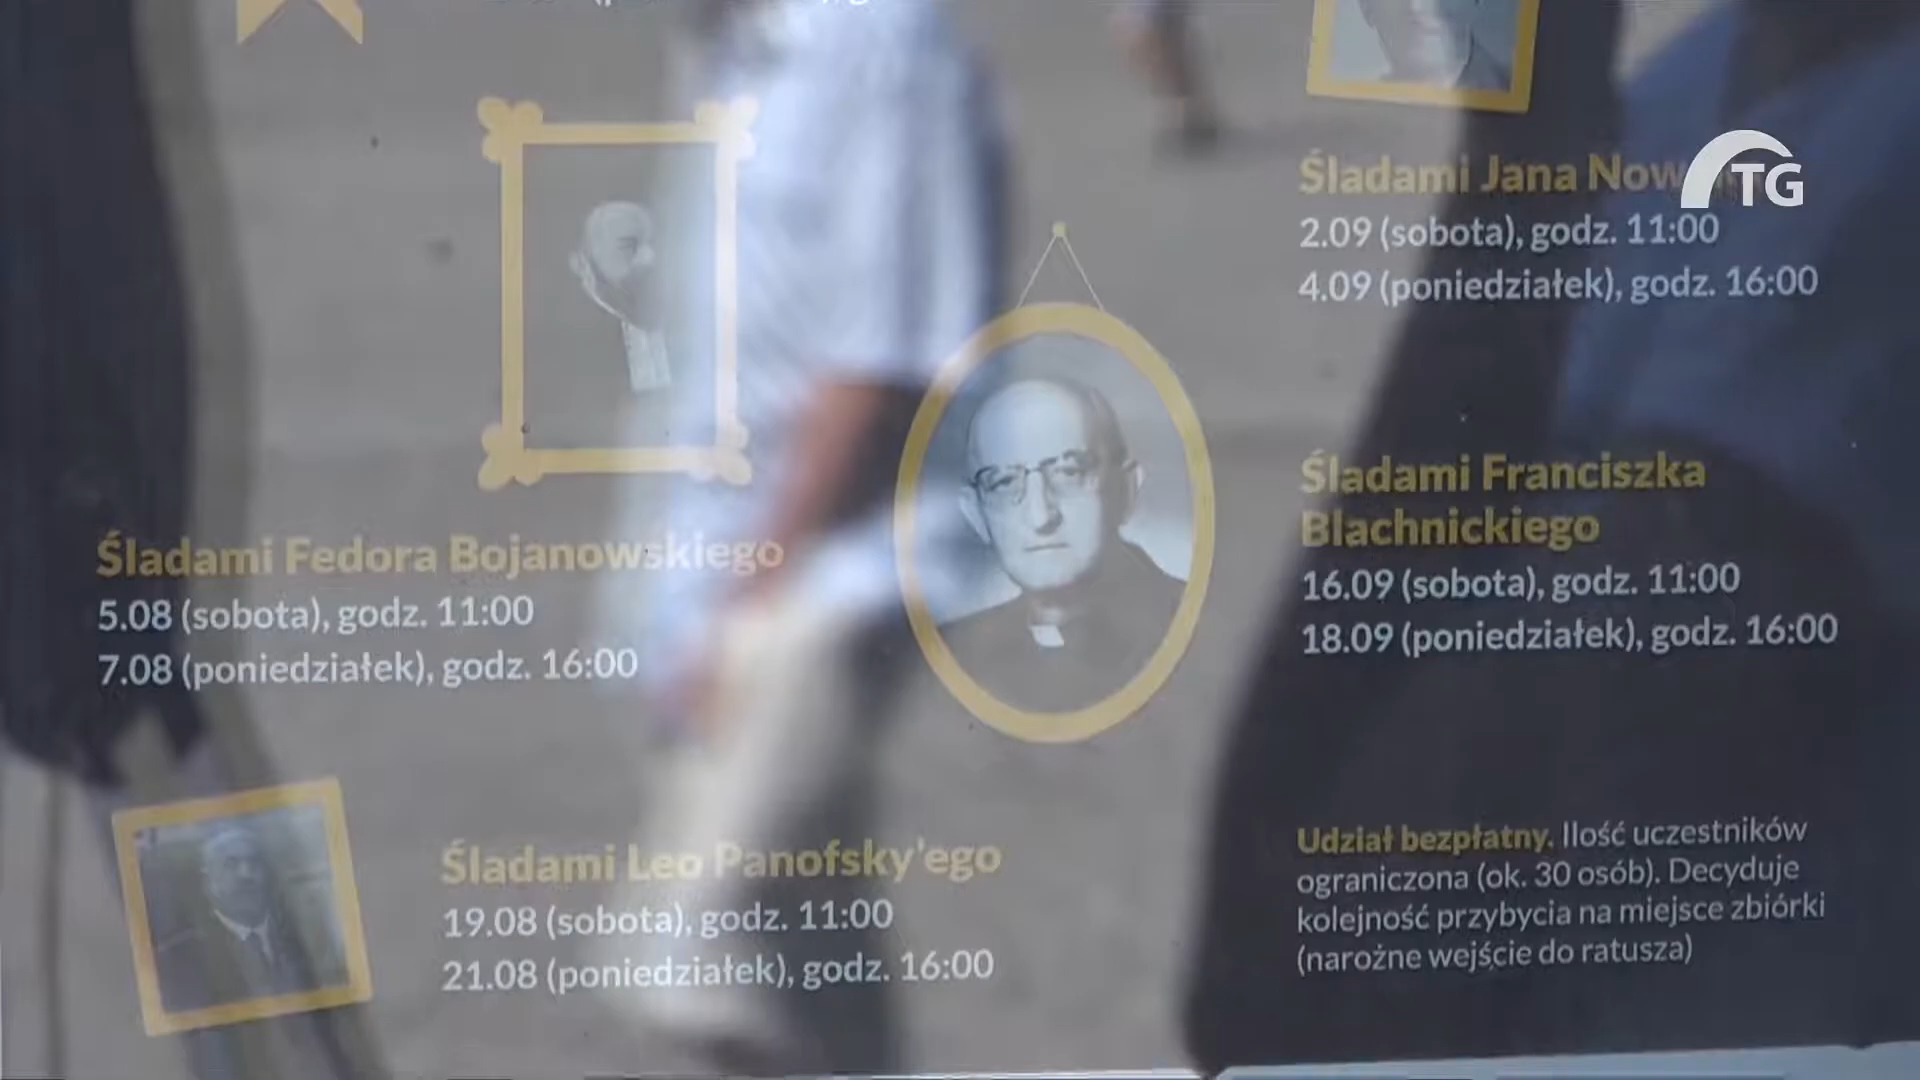 Śladami Fedora Bojanowskiego
5.08 (sobota), godz. 11:00
7.08 (poniedziałek), godz. 16:00
Śladami Leo Panofsky'ego
19.08 (sobota), godz. 11:00
21.08 (poniedziałek), godz. 16:00
TG
Śladami Jana
2.09 (sobota), godz. 11:00
4.09 (poniedziałek), godz. 16:00
Śladami Franciszka
Blachnickiego
16.09 (sobota), godz. 11:00
18.09 (poniedziałek), godz. 16:00
Udział bezpłatny. Ilość uczestników
ograniczona (ok. 30 osób). Decyduje
kolejność przybycia na miejsce zbiórki
(narożne wejście do ratusza)